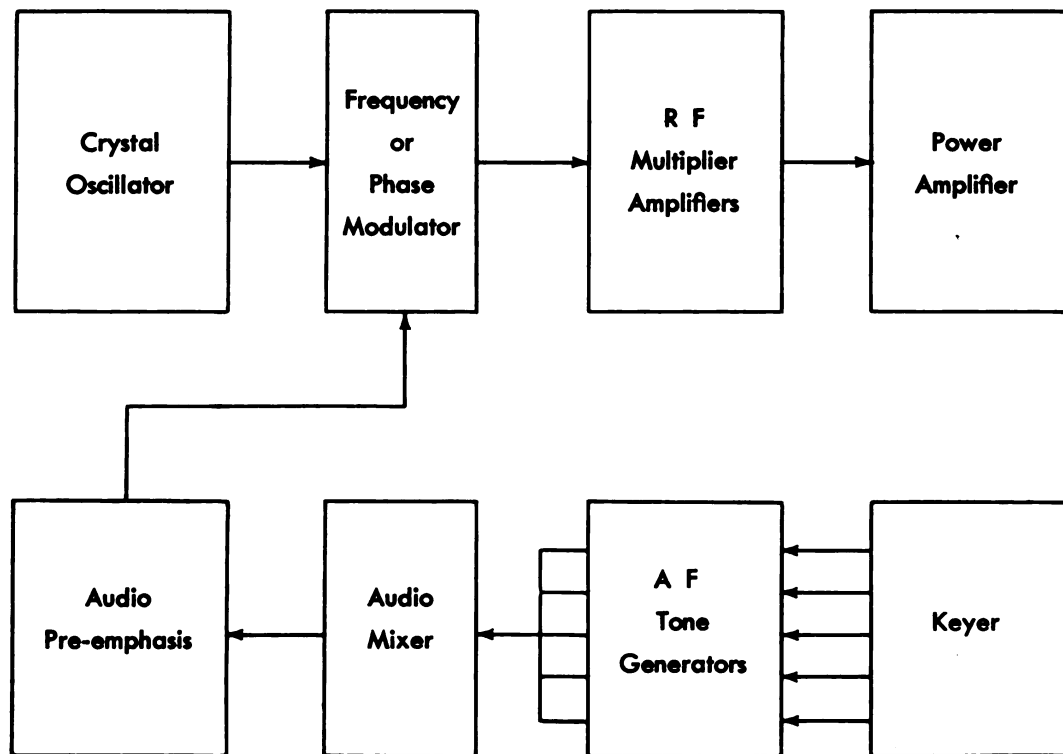 Crystal
Oscillator
Frequency
or
Phase
Modulator
R F
Multiplier
Amplifiers
Power
Amplifier
Audio
Pre-emphasis
Audio
Mixer
A F
Tone
Generators
Keyer